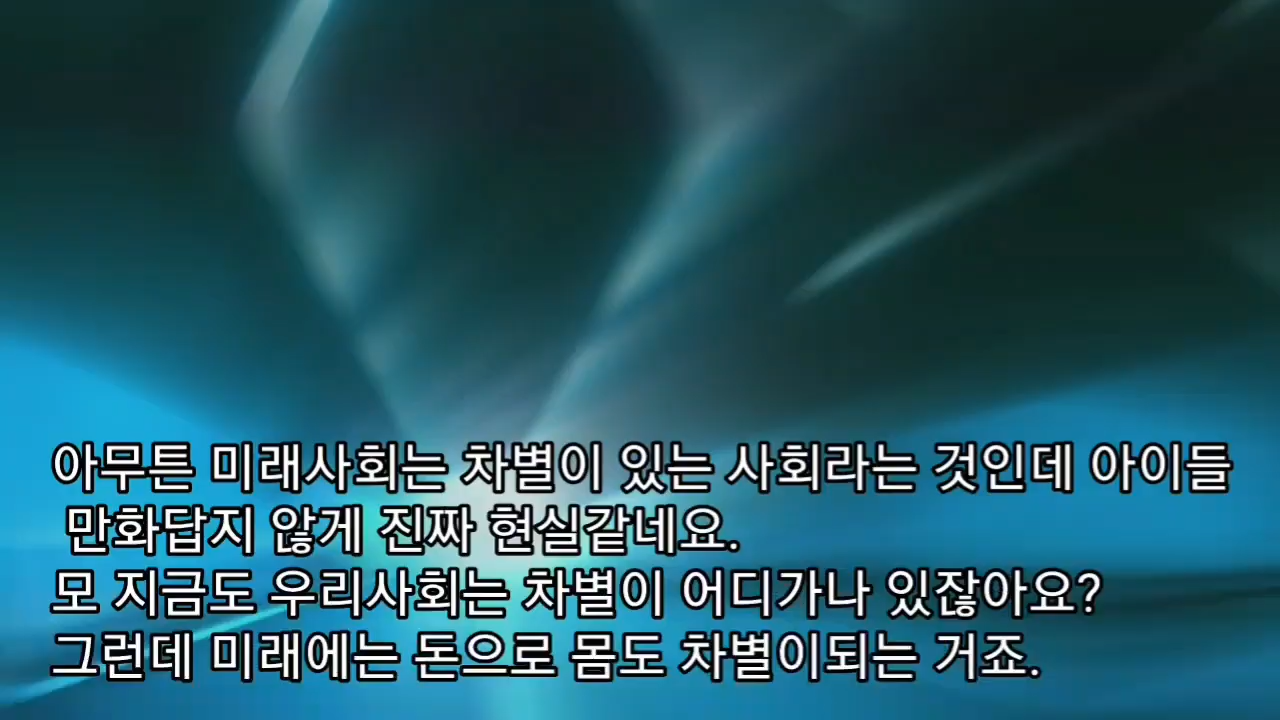 아무튼 미래사회는 차별이 있는 사회라는 것인데 아이들
만화답지 않게 진짜 현실같네요.
모 지금도 우리사회는 차별이 어디가나 있잖아요?
그런데 미래에는 돈으로 몸도 차별이되는 거죠.